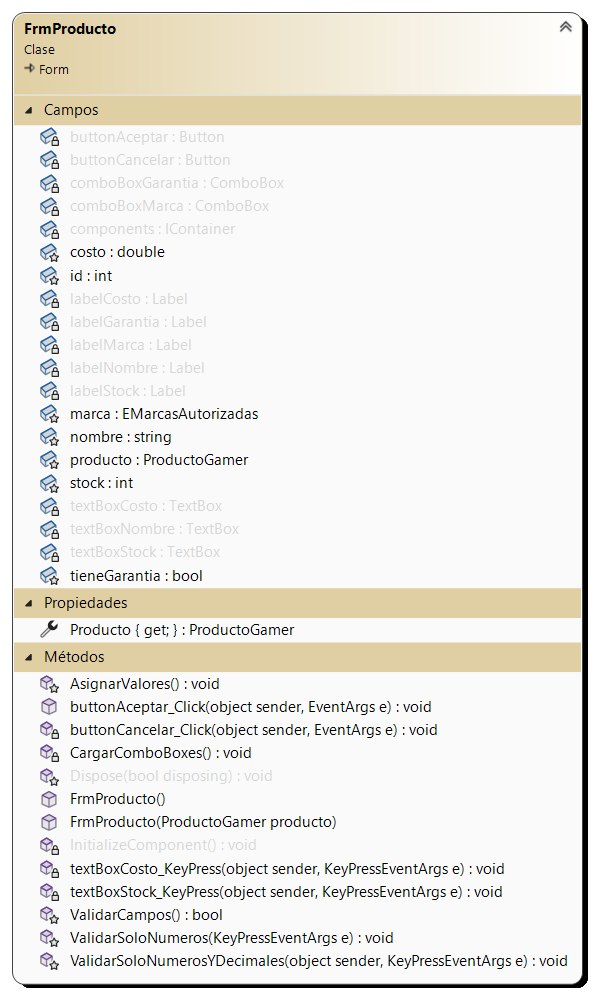 FrmProducto
Clase
Form
Campos
buttonAceptar : Button
buttonCancelar : Button
comboBoxGarantia : ComboBox
comboBoxMarca : ComboBox
components : IContainer
costo : double
id : int
labelCosto : Label
labelGarantia : Label
labelMarca : Label
labelNombre : Label
labelStock : Label
marca : EMarcasAutorizadas
nombre : string
producto : ProductoGamer
stock : int
textBoxCosto : TextBox
textBoxNombre : TextBox
textBoxStock : TextBox
tieneGarantia : bool
Propiedades
Producto { get; } : ProductoGamer
Métodos
AsignarValores() : void
buttonAceptar_Click(object sender, EventArgs e) : void
buttonCancelar_Click(object sender, EventArgs e) : void
CargarComboBoxes() : void
Dispose(bool disposing) : void
FrmProducto()
FrmProducto(ProductoGamer producto)
InitializeComponent() : void
textBoxCosto_KeyPress(object sender, KeyPressEventArgs e) : void
textBoxStock_KeyPress(object sender, KeyPressEventArgs e) : void
ValidarCampos() : bool
ValidarSoloNumeros(KeyPressEventArgs e) : void
ValidarSoloNumerosYDecimales(object sender, KeyPressEventArgs e) : void